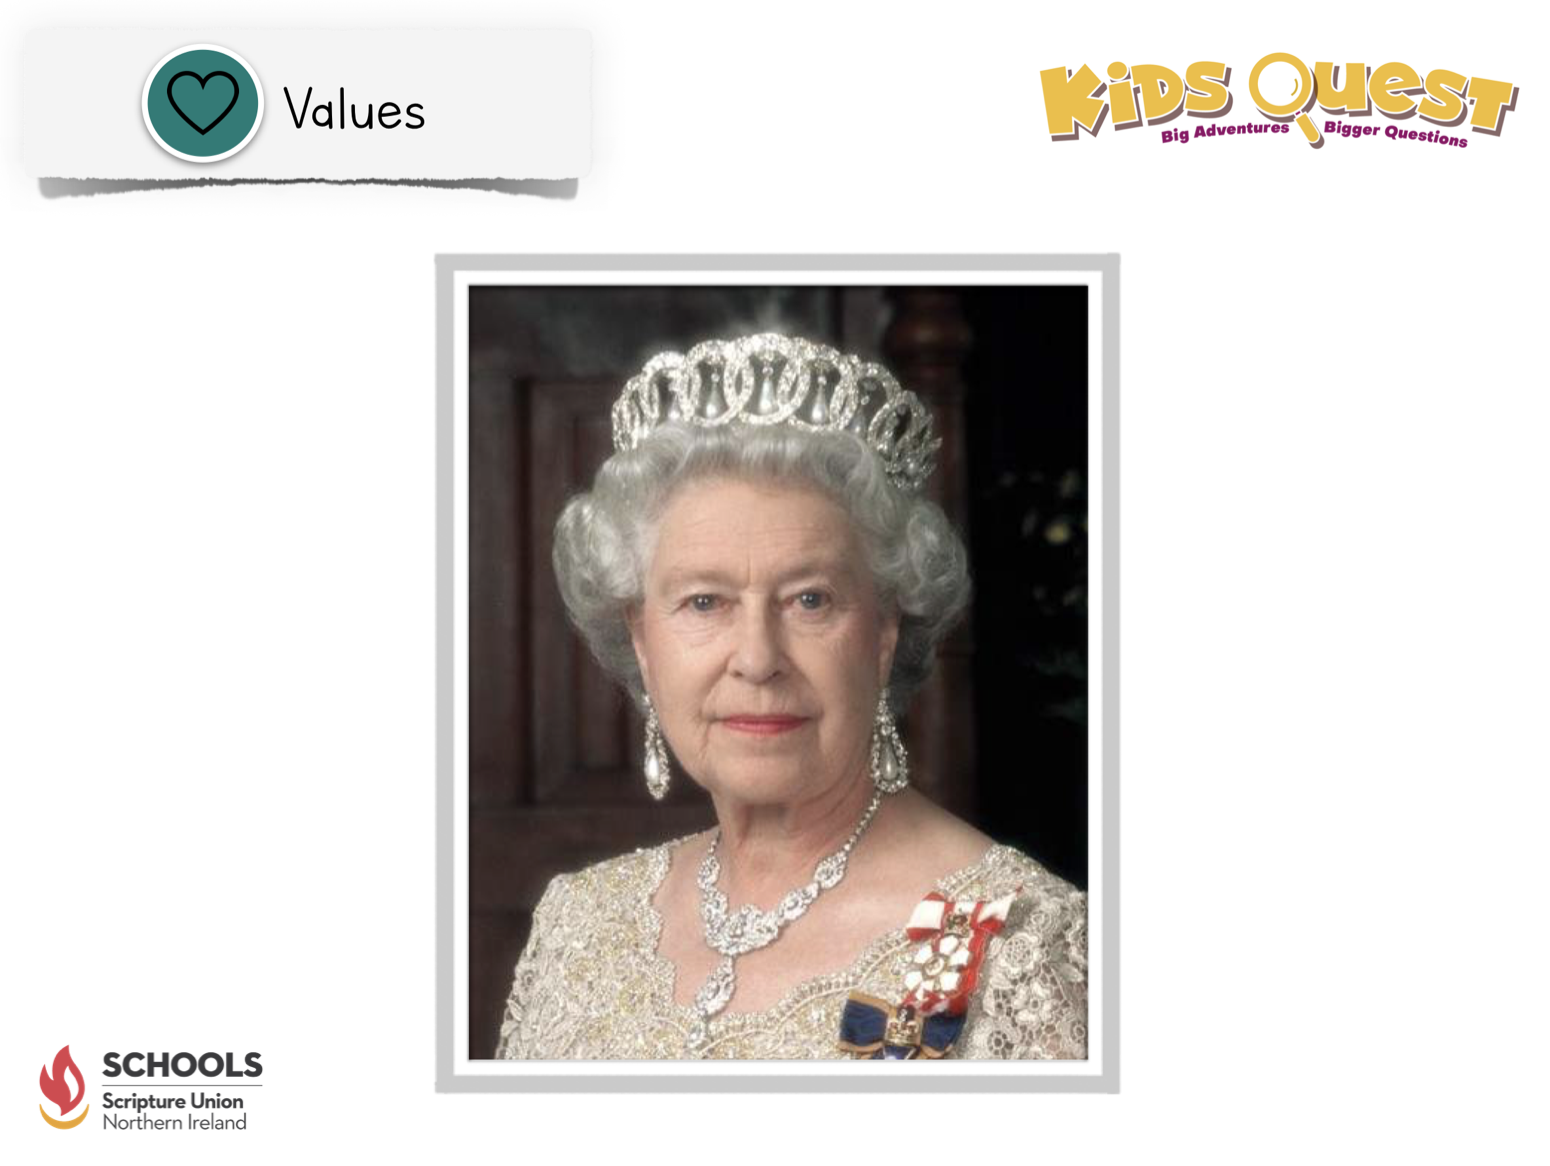 Values
KiDS QUEST
Big Adventures Bigger Questions
SCHOOLS
Scripture Union
Northern Ireland